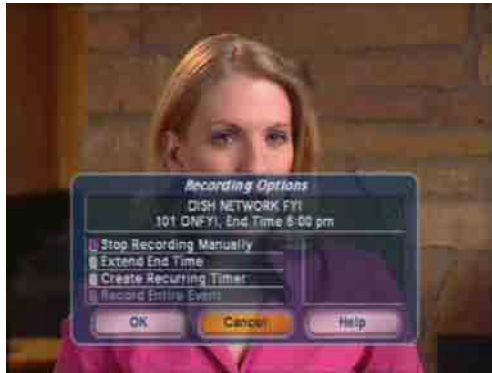 Recording Options
DISH NETWORK FYI
101 DNFYI, End Time 6:00 pm
Stop Recording Manually
Extend End Time
Create Recurring Timer
Record Entire Event
OK
Cancel
Help